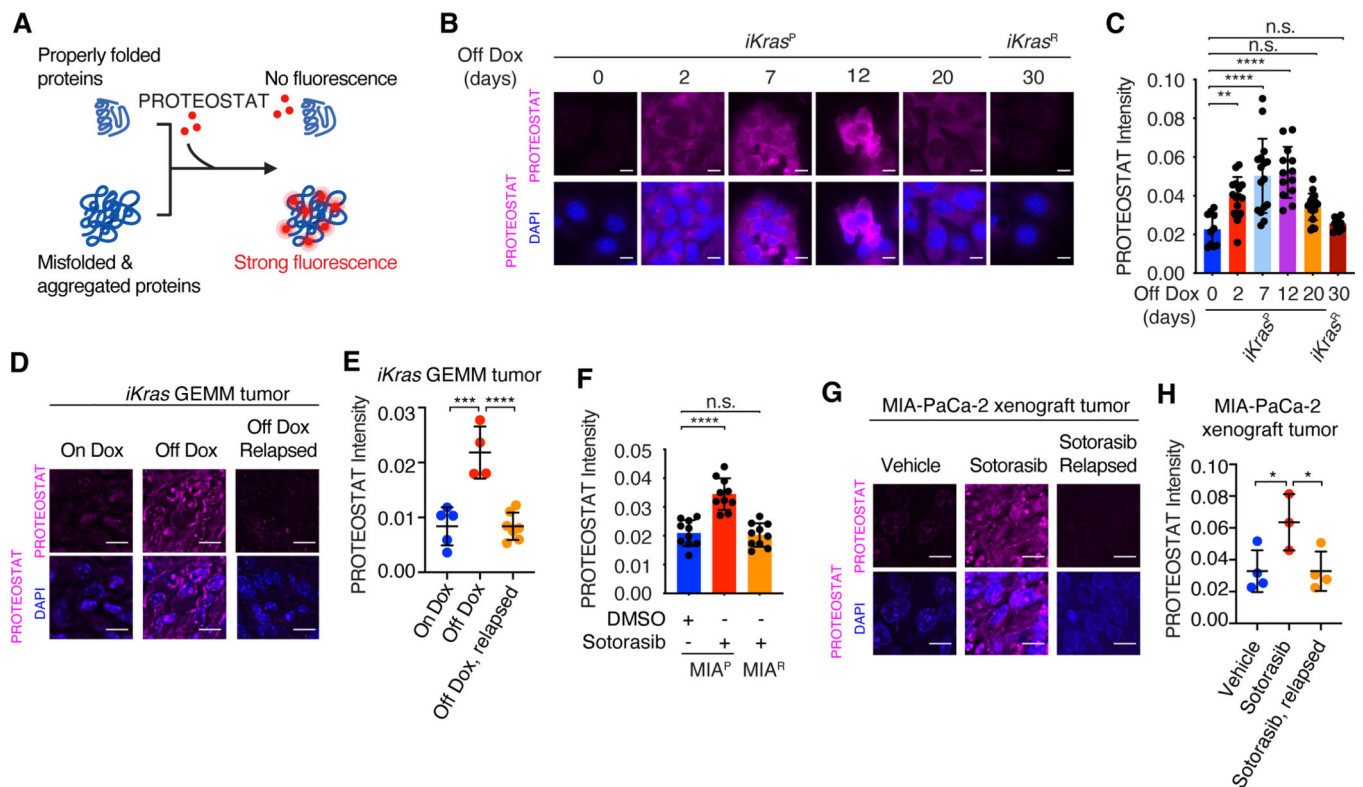 A
Properly folded
proteins
No fluorescence
PROTEOSTAT
Misfolded &
aggregated proteins
Strong fluorescence
B
iKrasᴾ
iKrasᴿ
Off Dox
(days)
0 2 7 12 20 30
PROTEOSTAT
PROTEOSTAT
DAPI
C
n.s.
n.s.
****
****
**
PROTEOSTAT Intensity
0.10
0.08
0.06
0.04
0.02
0.00
Off Dox 0 2 7 12 20 30
(days)
iKrasᴾ
iKrasᴿ
D
iKras GEMM tumor
On Dox Off Dox Off Dox
Relapsed
PROTEOSTAT
PROTEOSTAT
DAPI
E
iKras GEMM tumor
*** ****
PROTEOSTAT Intensity
0.03
0.02
0.01
0.00
On Dox
Off Dox
Off Dox, relapsed
F
n.s.
****
PROTEOSTAT Intensity
0.05
0.04
0.03
0.02
0.01
0.00
DMSO + - -
Sotorasib - + +
MIAᴾ MIAᴿ
G
MIA-PaCa-2 xenograft tumor
Vehicle Sotorasib Sotorasib
Relapsed
PROTEOSTAT
PROTEOSTAT
DAPI
H
MIA-PaCa-2
xenograft tumor
* *
PROTEOSTAT Intensity
0.10
0.08
0.06
0.04
0.02
0.00
Vehicle
Sotorasib
Sotorasib, relapsed